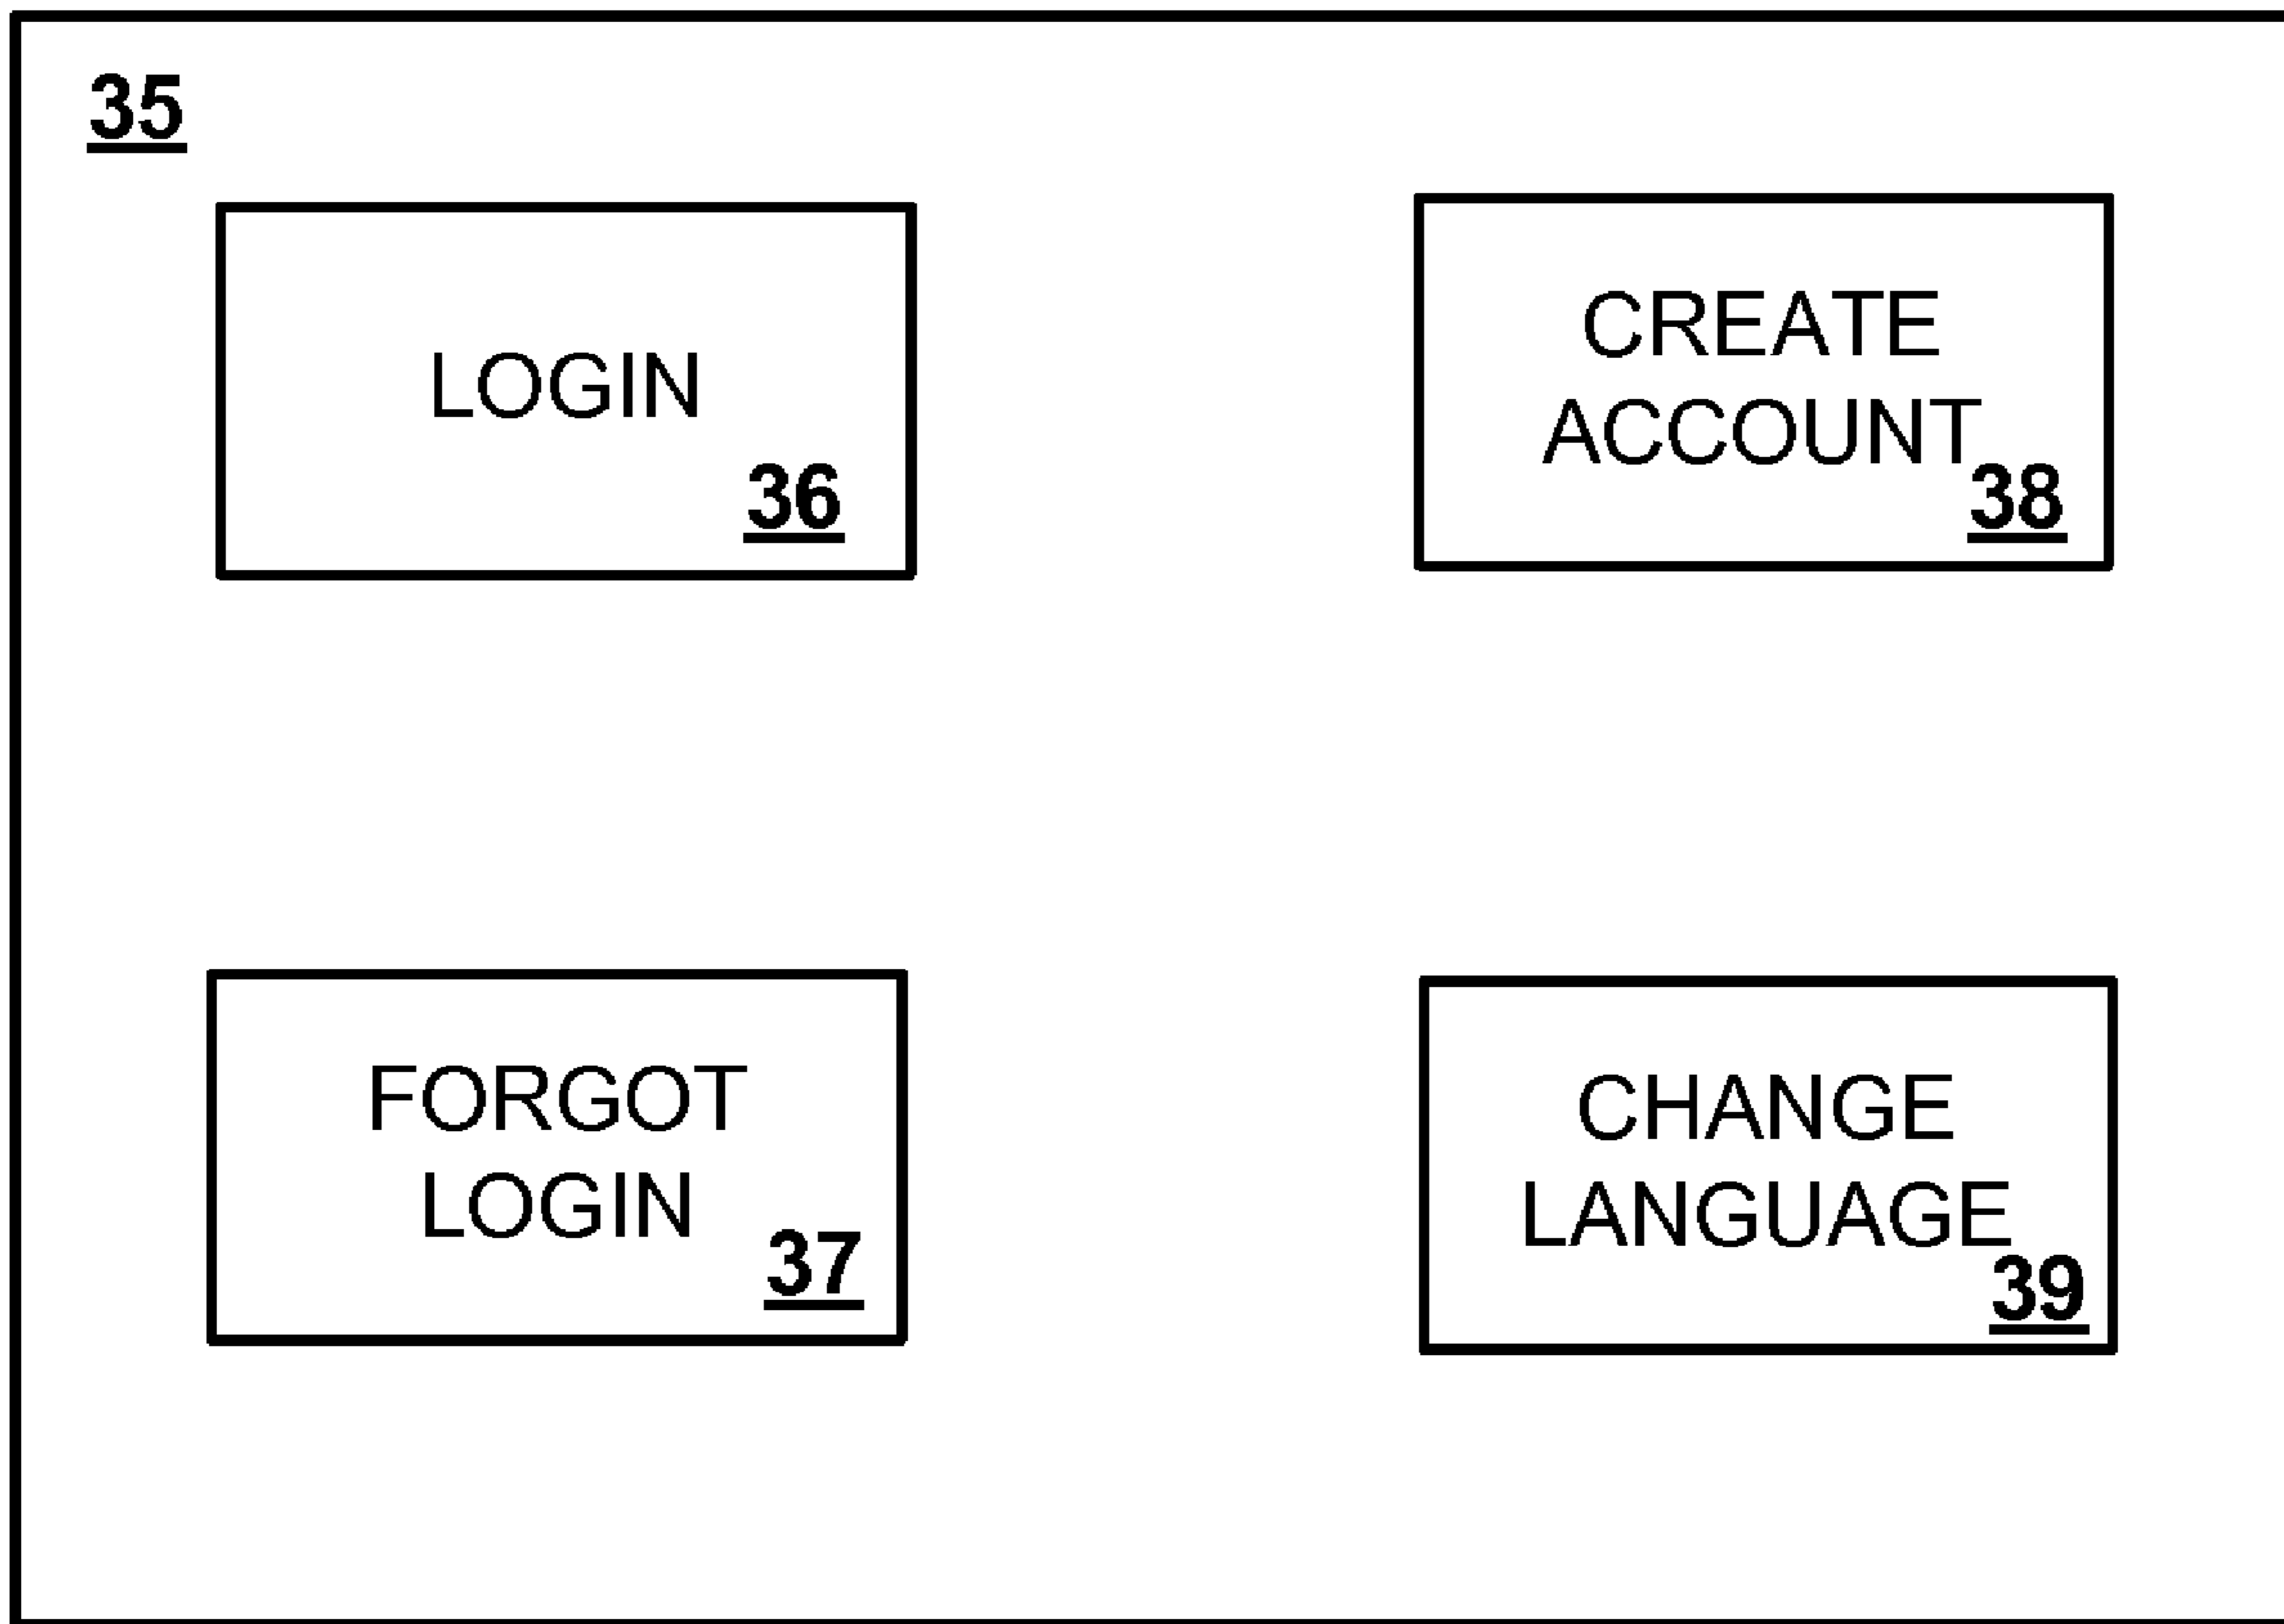 35
LOGIN
36
CREATE
ACCOUNT
38
FORGOT
LOGIN
37
CHANGE
LANGUAGE
39